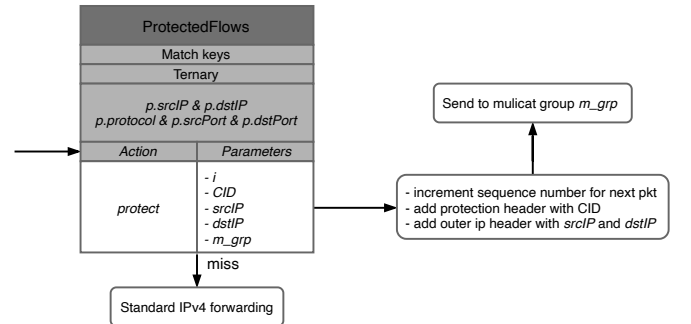 ProtectedFlows
Match keys
Ternary
p.srcIP & p.dstIP
p.protocol & p.srcPort & p.dstPort
Action
Parameters
protect
- i
- CID
- srcIP
- dstIP
- m_grp
miss
Standard IPv4 forwarding
- increment sequence number for next pkt
- add protection header with CID
- add outer ip header with srcIP and dstIP
Send to mulicat group m_grp